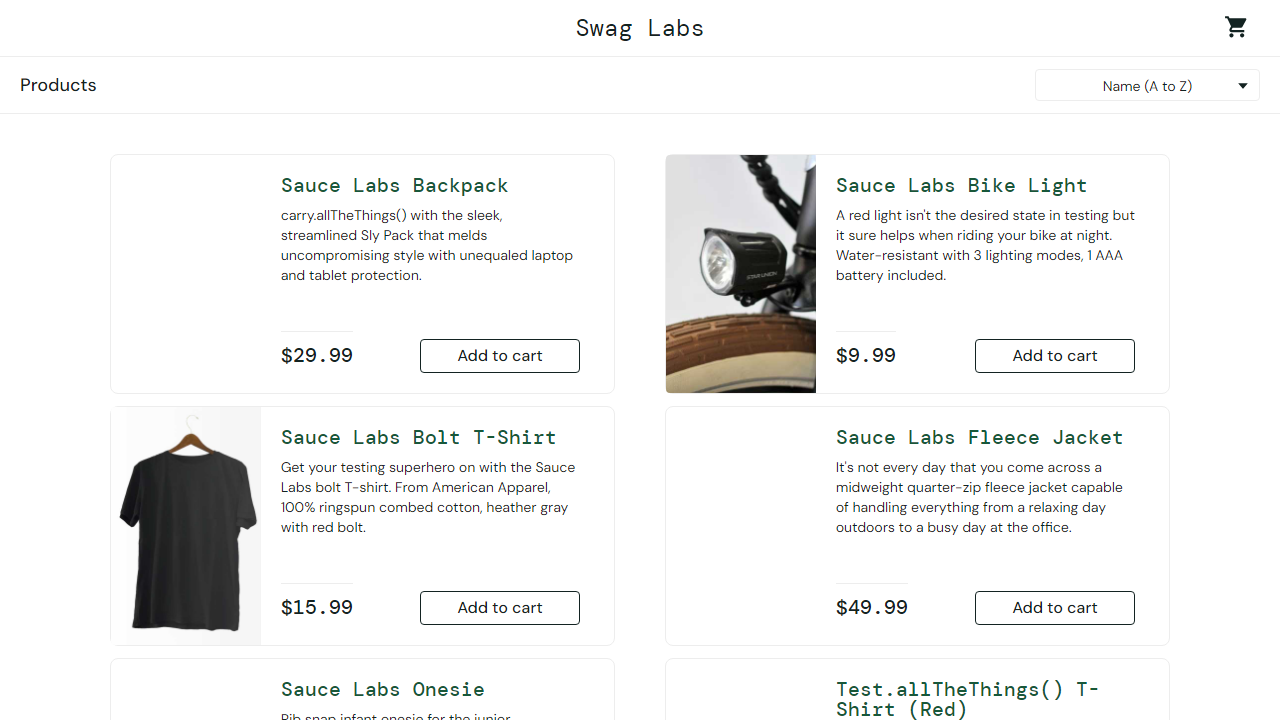 Swag Labs
Products
Name (A to Z)
Sauce Labs Backpack
carry.allTheThings() with the sleek,
streamlined Sly Pack that melds
uncompromising style with unequaled laptop
and tablet protection.
$29.99
Add to cart
Sauce Labs Bike Light
A red light isn't the desired state in testing but
it sure helps when riding your bike at night.
Water-resistant with 3 lighting modes, 1 AAA
battery included.
$9.99
Add to cart
Sauce Labs Bolt T-Shirt
Get your testing superhero on with the Sauce
Labs bolt T-shirt. From American Apparel,
100% ringspun combed cotton, heather gray
with red bolt.
$15.99
Add to cart
Sauce Labs Fleece Jacket
It's not every day that you come across a
midweight quarter-zip fleece jacket capable
of handling everything from a relaxing day
outdoors to a busy day at the office.
$49.99
Add to cart
Sauce Labs Onesie
Rib snap infant onesie for the junior
Test.allTheThings() T-
Shirt (Red)